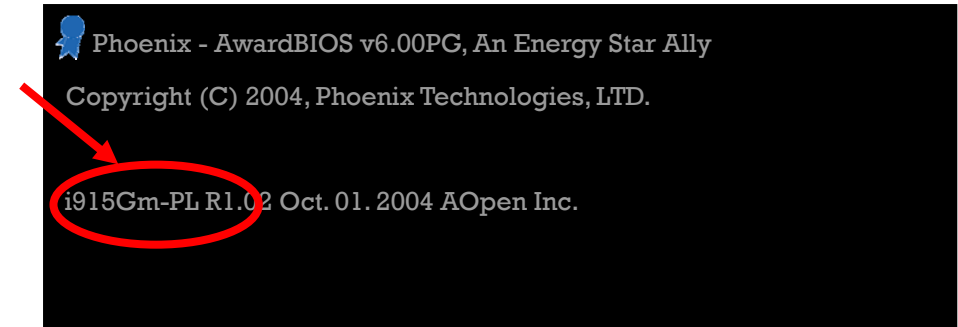 Phoenix - AwardBIOS v6.00PG, An Energy Star Ally
Copyright (C) 2004, Phoenix Technologies, LTD.
i915Gm-PL R1.02 Oct. 01. 2004 AOpen Inc.